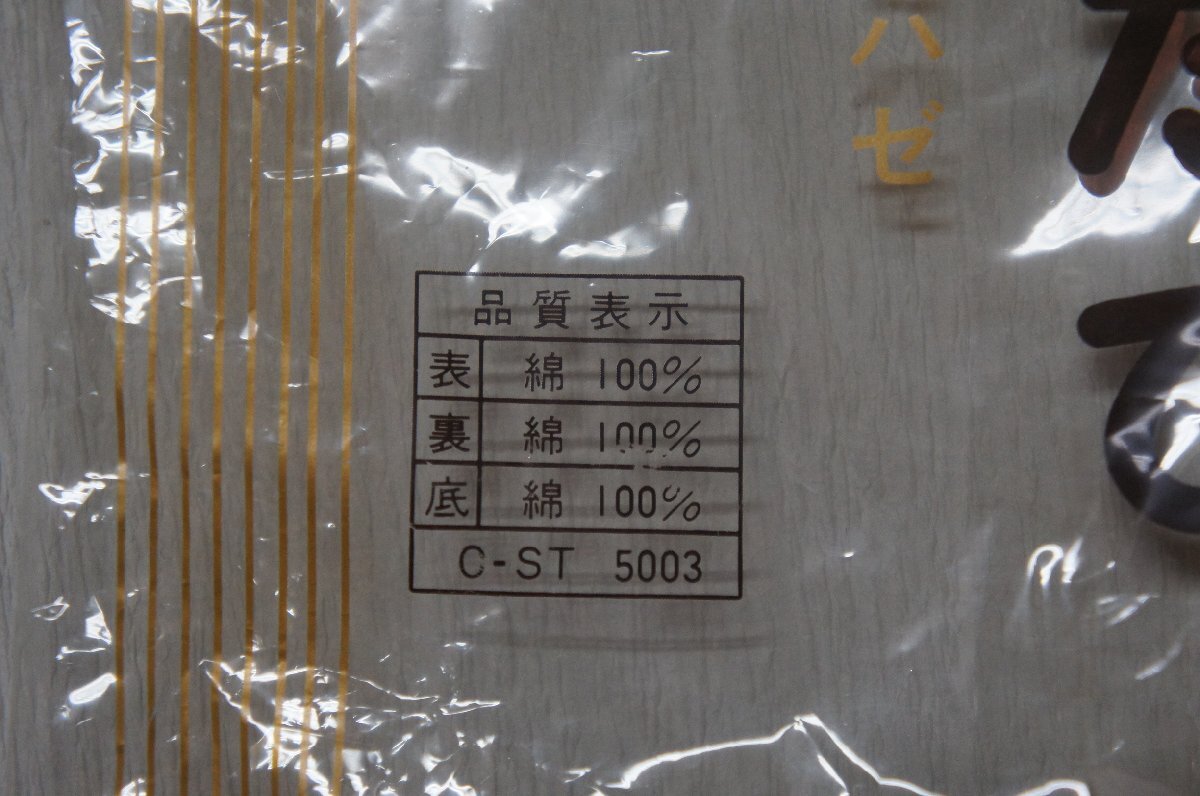 ハゼ
品質表示
表 綿 100%
裏 綿 100%
底 綿 100%
C-ST 5003